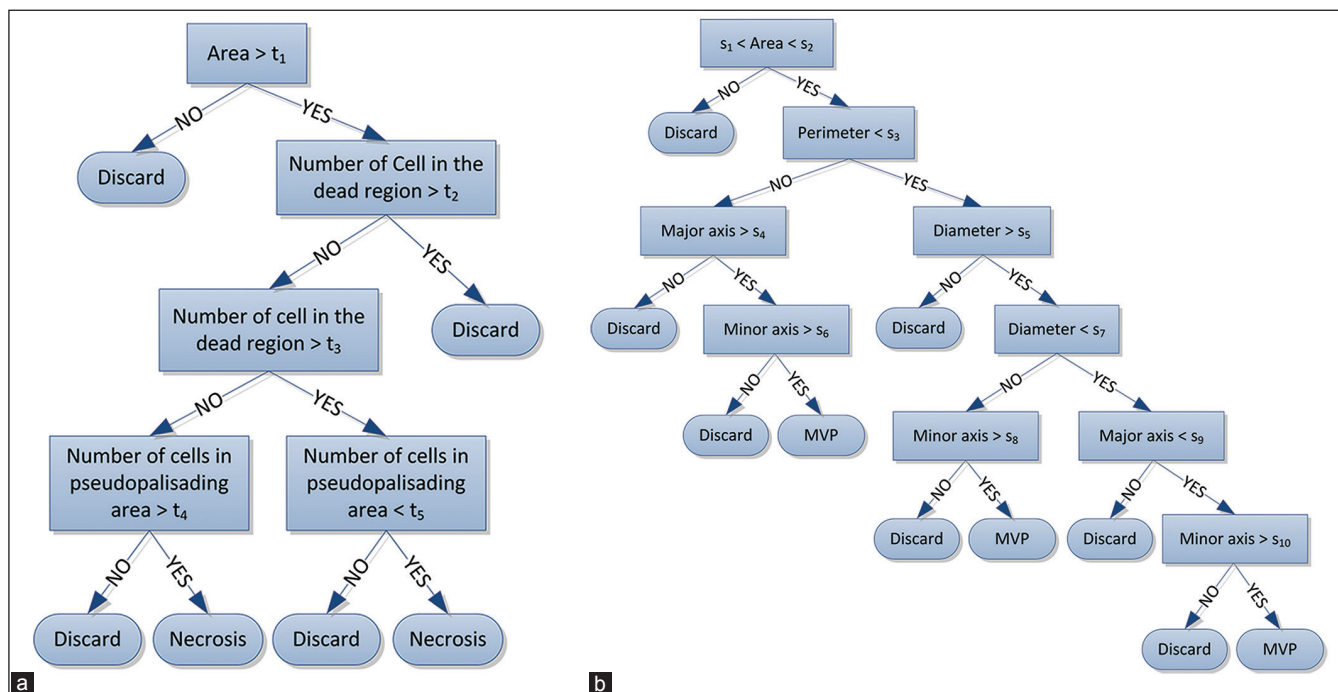 Area > t₁
NO
YES
Discard
Number of Cell in the
dead region > t₂
NO
YES
Number of cell in the
dead region > t₃
Discard
NO
YES
Number of cells in
pseudopalisading
area > t₄
Number of cells in
pseudopalisading
area < t₅
NO
YES
NO
YES
Discard
Necrosis
Discard
Necrosis
a
s₁ < Area < s₂
NO
YES
Discard
Perimeter < s₃
NO
YES
Major axis > s₄
Diameter > s₅
NO
YES
NO
YES
Discard
Minor axis > s₆
Discard
Diameter < s₇
NO
YES
NO
YES
Discard
MVP
Minor axis > s₈
Major axis < s₉
NO
YES
NO
YES
Discard
MVP
Discard
Minor axis > s₁₀
NO
YES
Discard
MVP
b